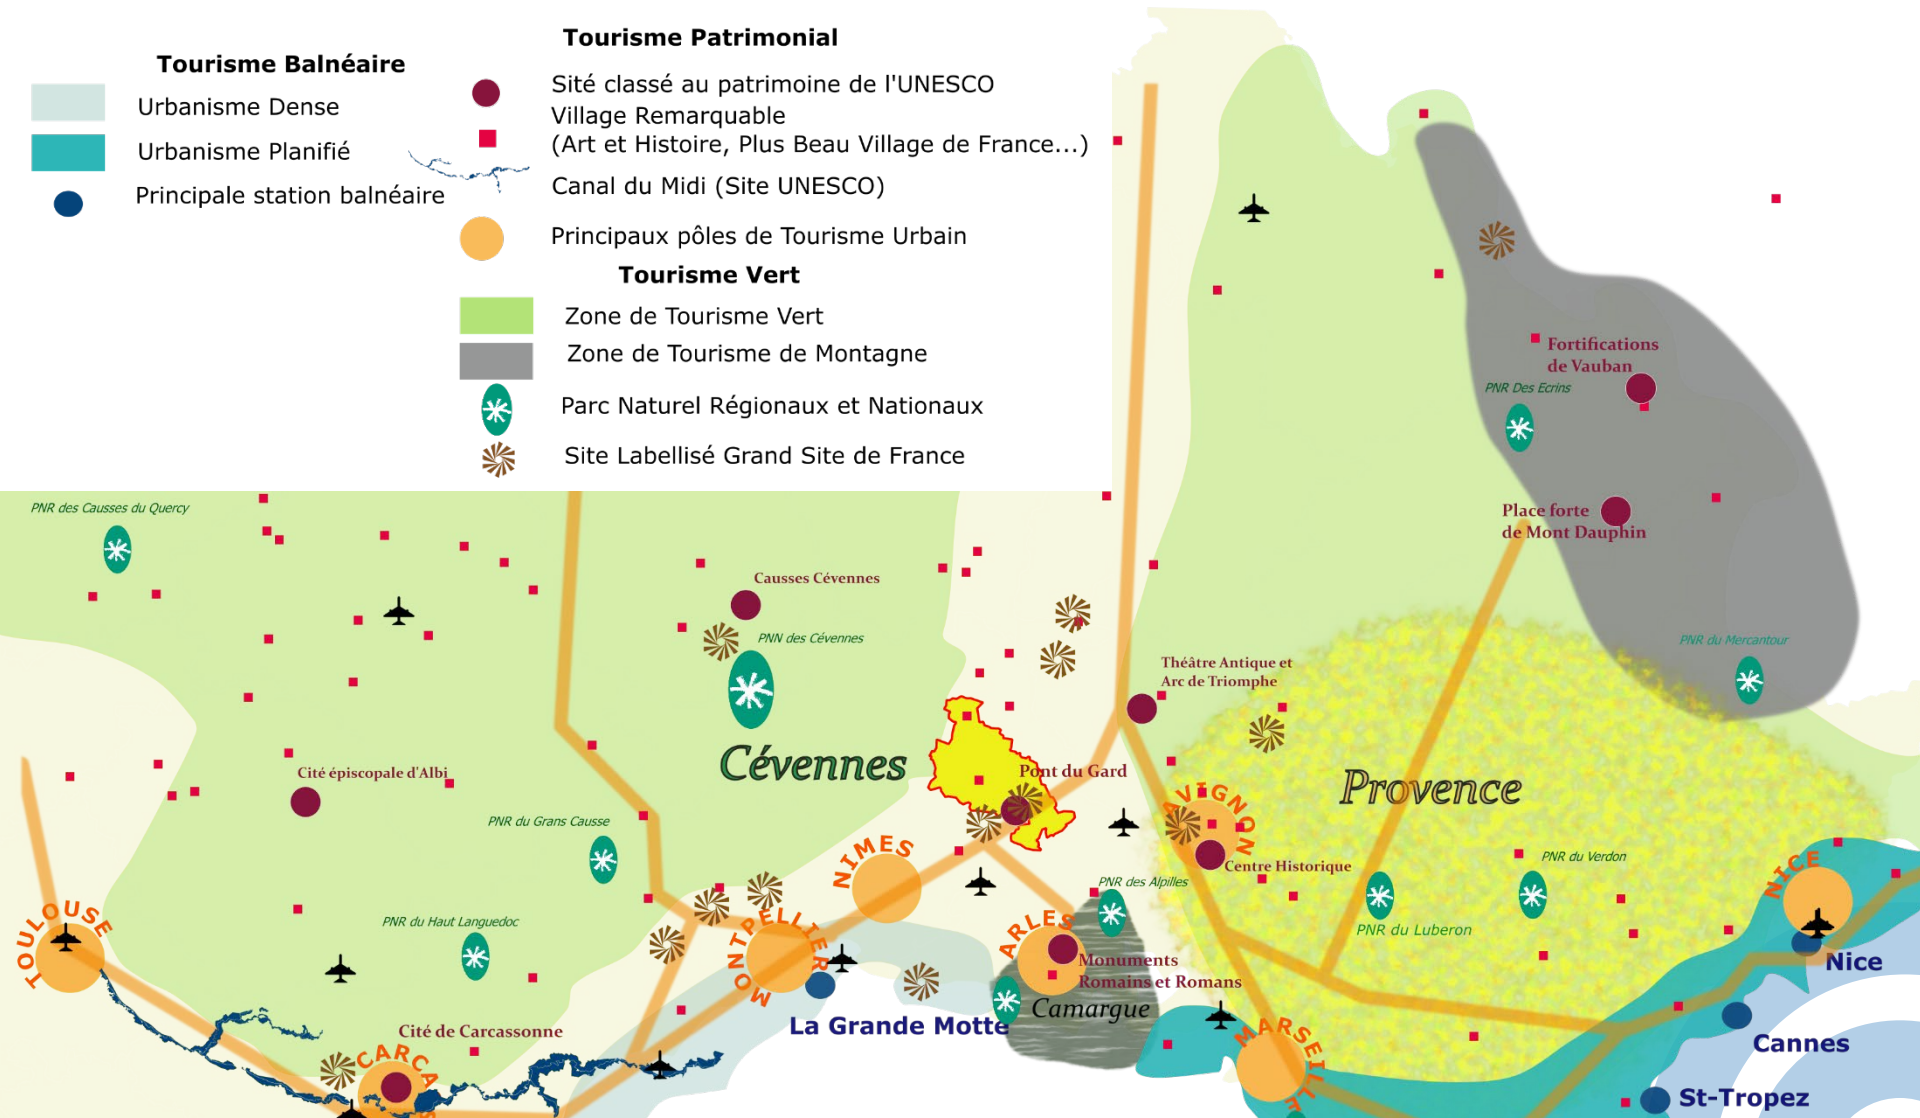 Tourisme Balnéaire
Urbanisme Dense
Urbanisme Planifié
Principale station balnéaire
Tourisme Patrimonial
Sité classé au patrimoine de l'UNESCO
Village Remarquable
(Art et Histoire, Plus Beau Village de France...)
Canal du Midi (Site UNESCO)
Principaux pôles de Tourisme Urbain
Tourisme Vert
Zone de Tourisme Vert
Zone de Tourisme de Montagne
Parc Naturel Régionaux et Nationaux
Site Labellisé Grand Site de France
Fortifications
de Vauban
PNR Des Ecrins
Place forte
de Mont Dauphin
PNR des Causses du Quercy
Causses Cévennes
PNN des Cévennes
PNR du Mercantour
Théâtre Antique et
Arc de Triomphe
Cévennes
Pont du Gard
Provence
Cité épiscopale d'Albi
AVIGNON
PNR du Grans Causse
NIMES
Centre Historique
PNR du Verdon
NICE
PNR des Alpilles
TOULOUSE
PNR du Haut Languedoc
MONTPELLIER
ARLES
PNR du Luberon
Monuments
Romains et Romans
Nice
Camargue
La Grande Motte
Cité de Carcassonne
MARSEILLE
Cannes
CARCAS
St-Tropez